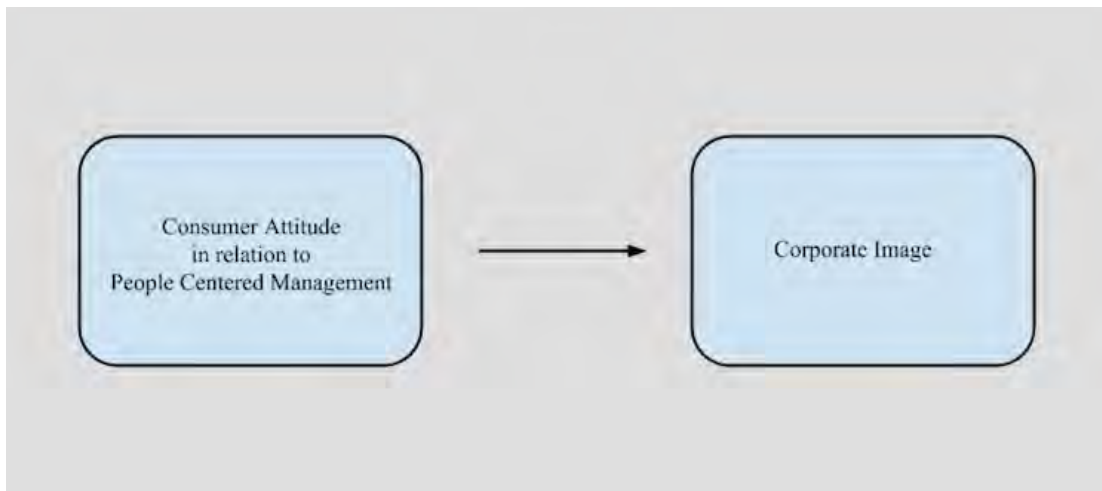 Consumer Attitude
in relation to
People Centered Management
Corporate Image